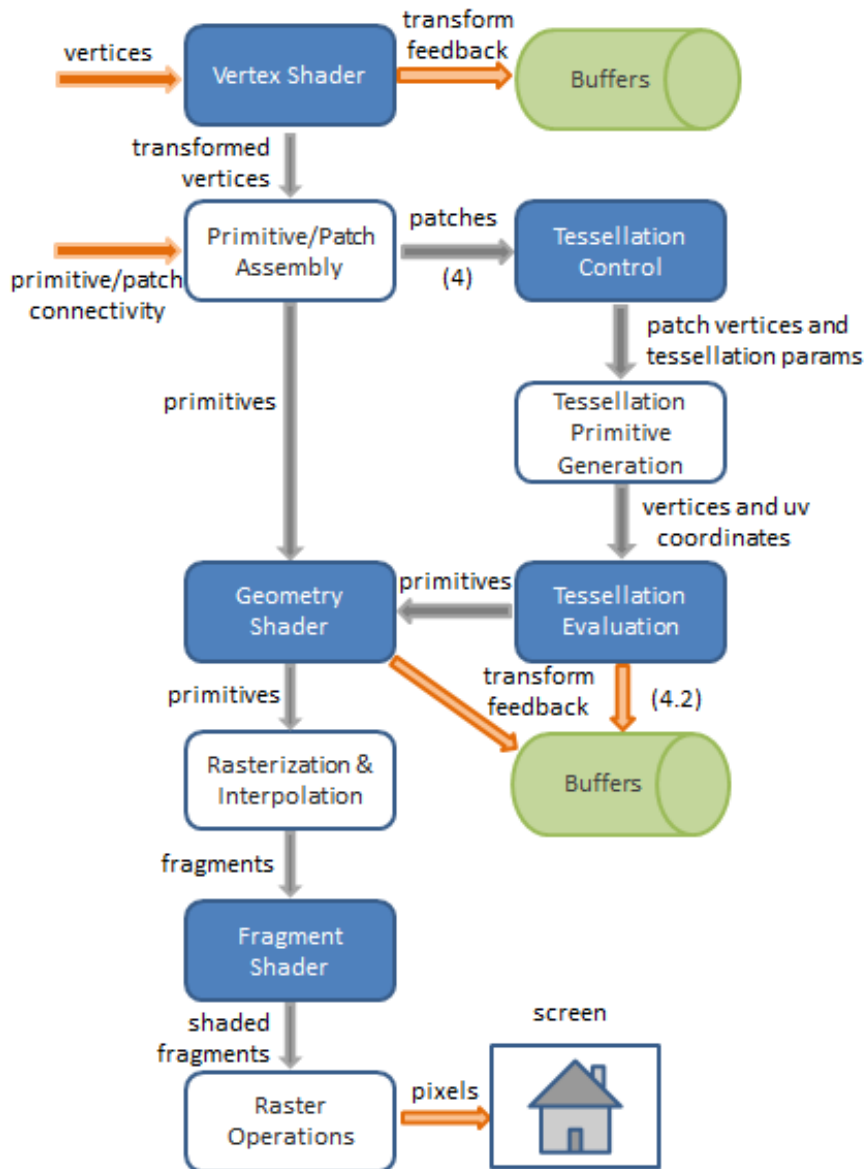 vertices
Vertex Shader
transform
feedback
Buffers
transformed
vertices
primitive/patch
connectivity
Primitive/Patch
Assembly
patches
(4)
Tessellation
Control
patch vertices and
tessellation params
primitives
Tessellation
Primitive
Generation
vertices and uv
coordinates
Geometry
Shader
primitives
Tessellation
Evaluation
primitives
transform
feedback
(4.2)
Rasterization &
Interpolation
Buffers
fragments
Fragment
Shader
shaded
fragments
screen
Raster
Operations
pixels